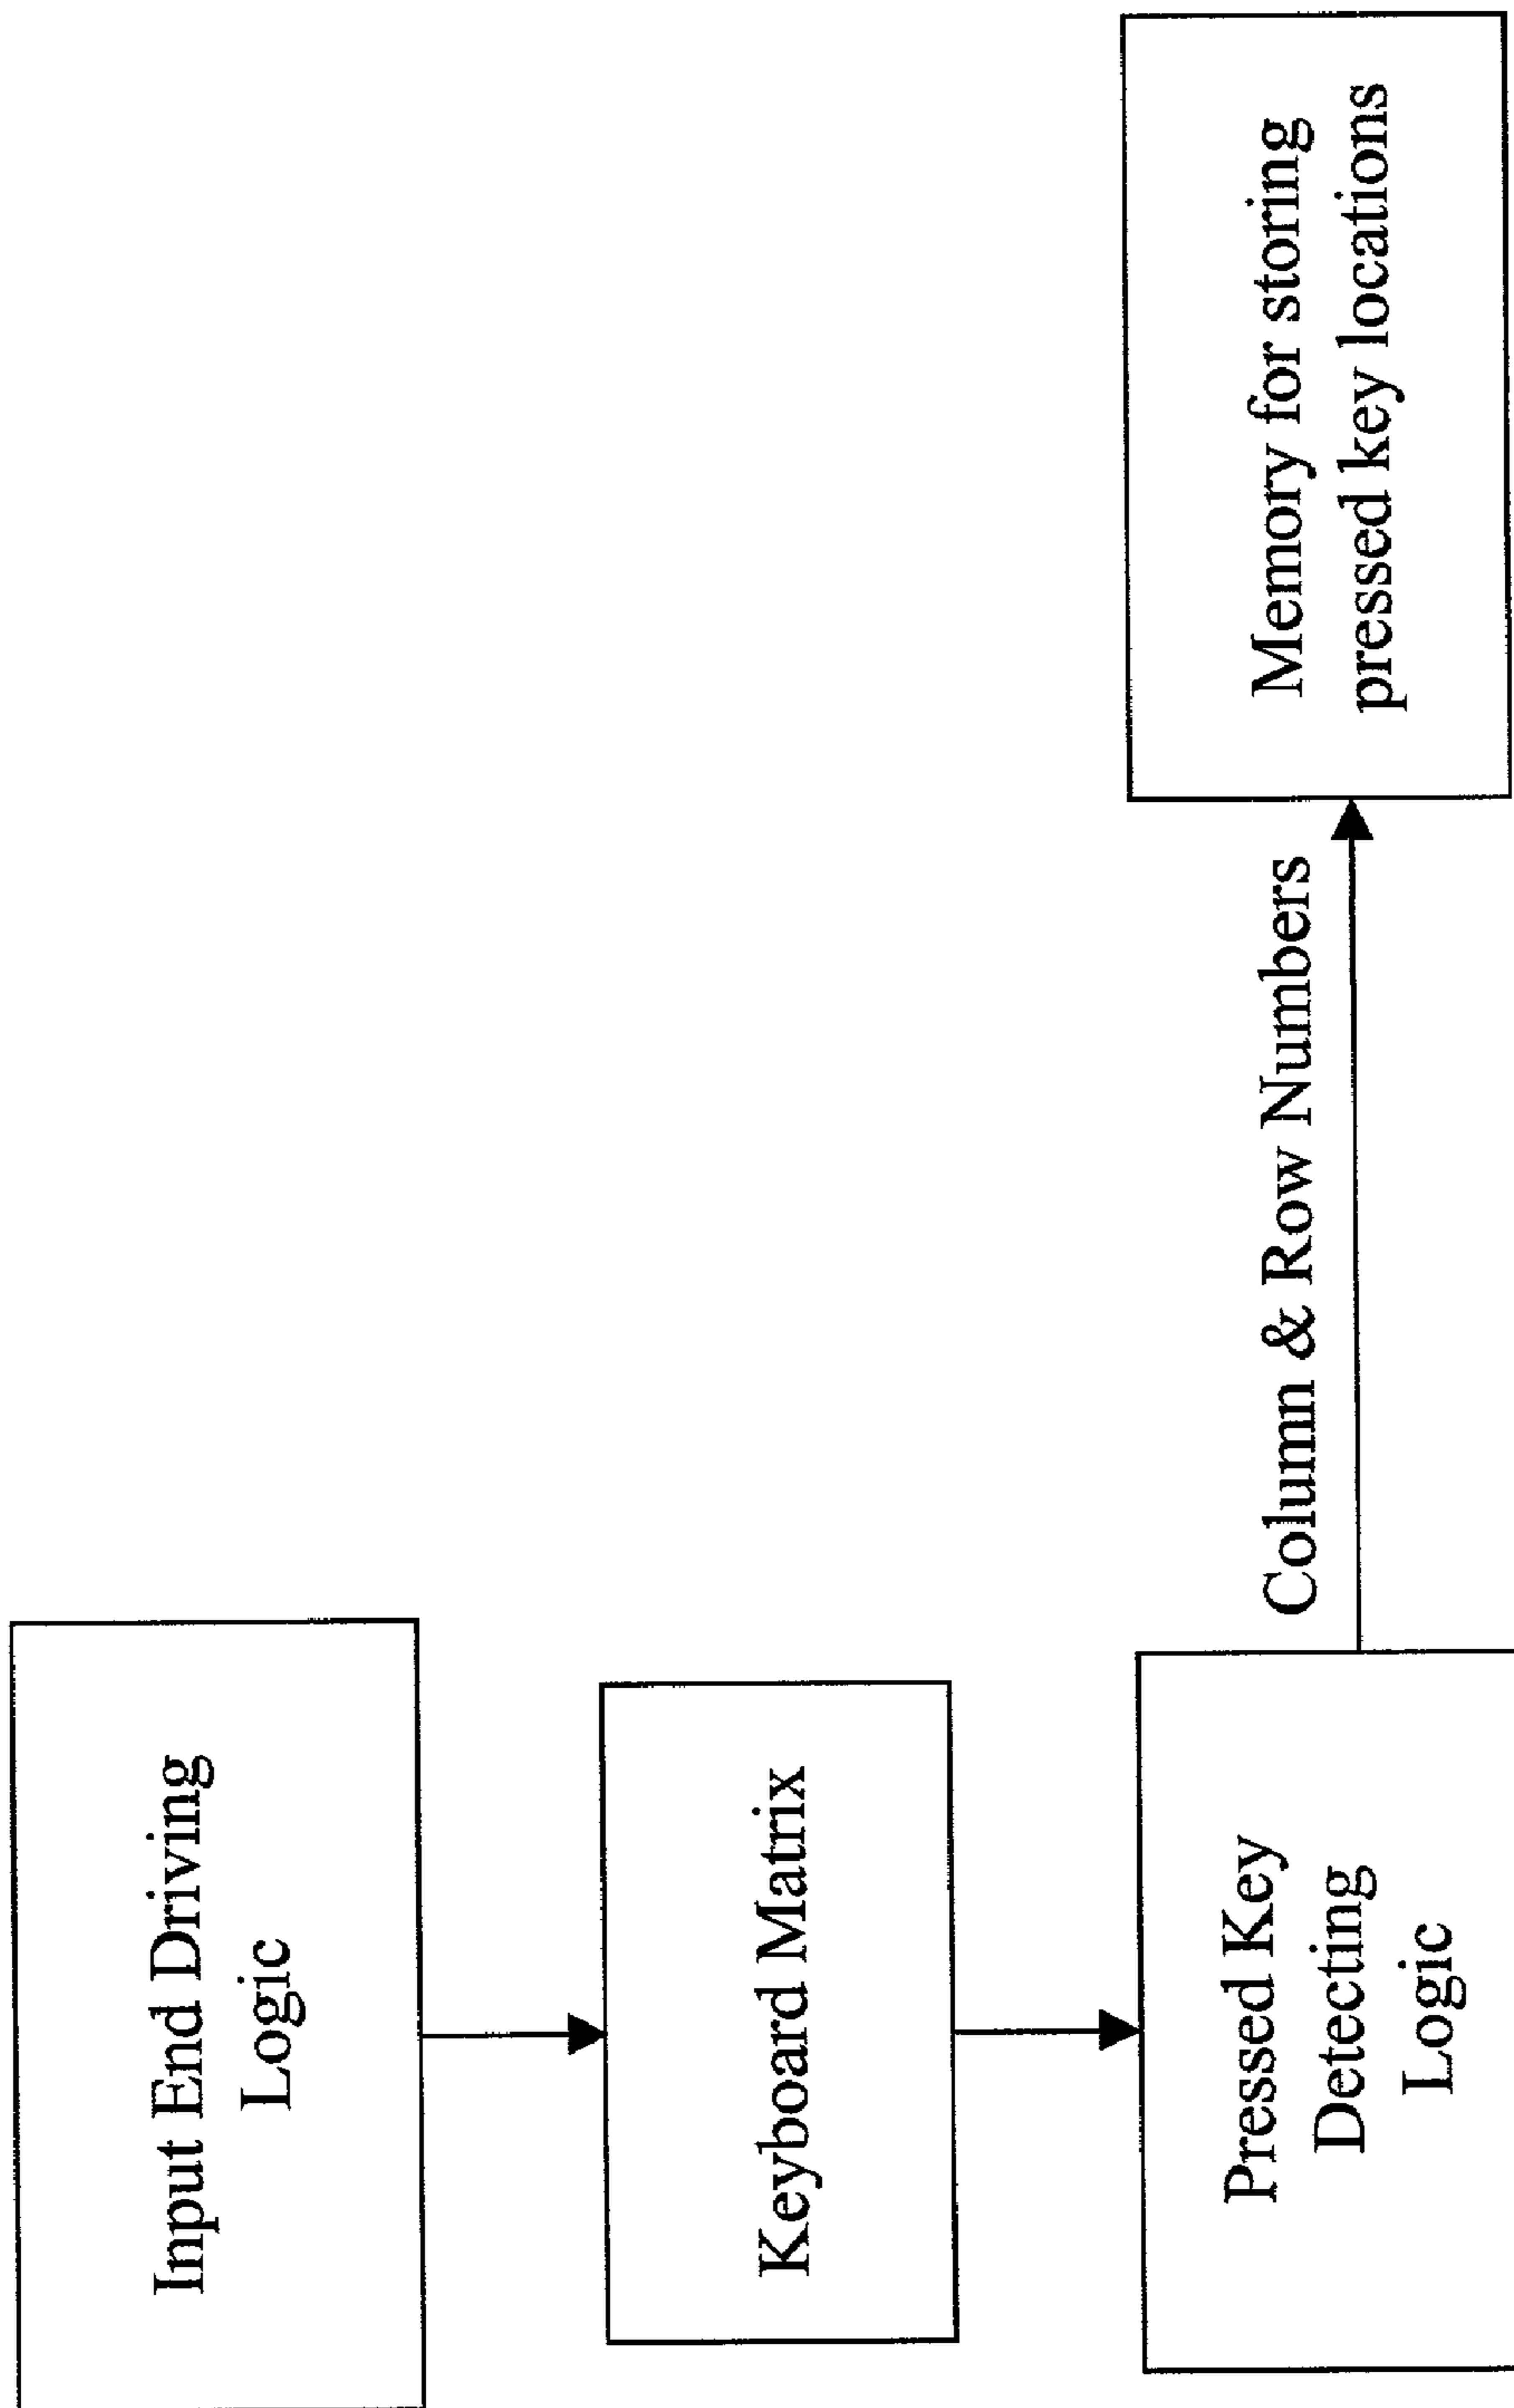 Input End Driving
Logic
Keyboard Matrix
Pressed Key
Detecting
Logic
Column & Row Numbers
Memory for storing
pressed key locations